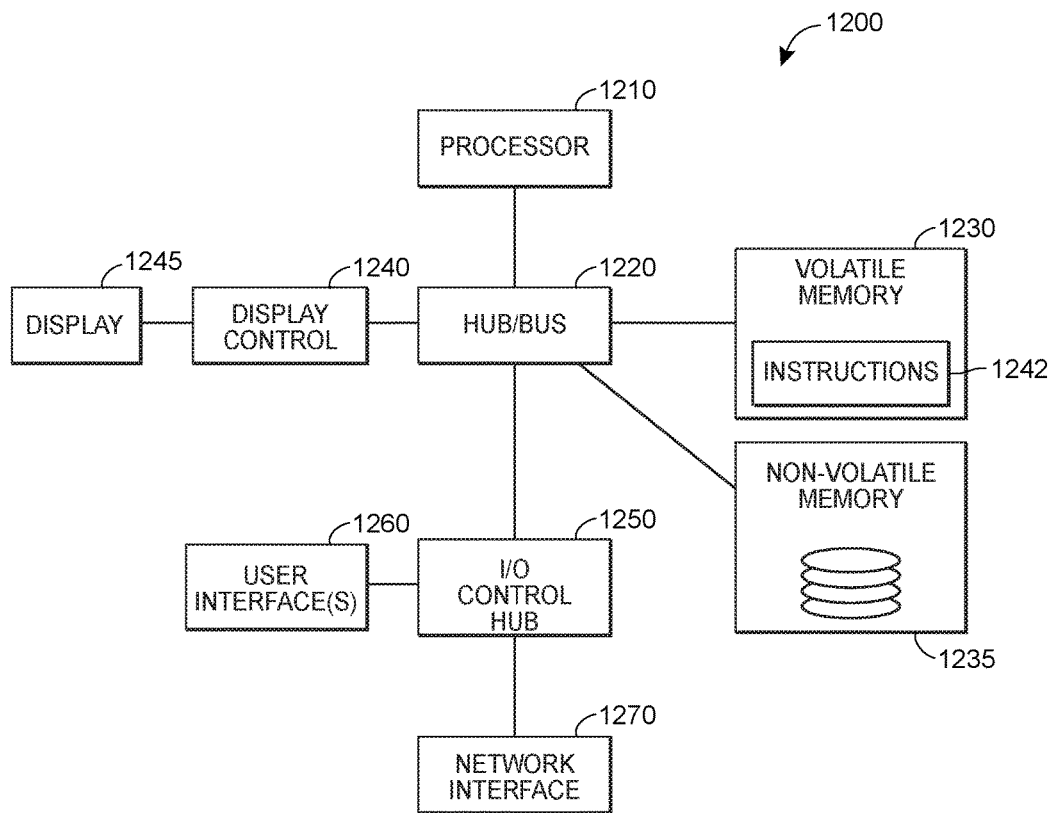 1200
1210
PROCESSOR
1245
1240
1220
1230
DISPLAY
DISPLAY
CONTROL
HUB/BUS
VOLATILE
MEMORY
INSTRUCTIONS
1242
NON-VOLATILE
MEMORY
1235
1260
1250
USER
INTERFACE(S)
I/O
CONTROL
HUB
1270
NETWORK
INTERFACE